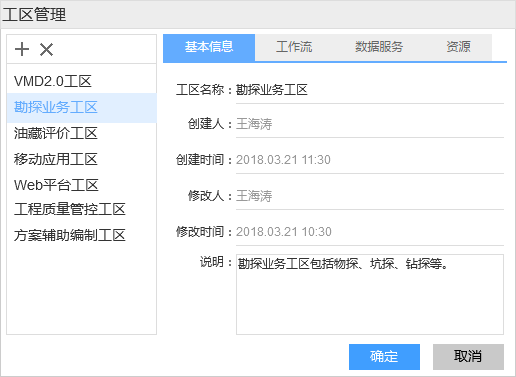 工区管理
VMD2.0工区
勘探业务工区
油藏评价工区
移动应用工区
Web平台工区
工程质量管控工区
方案辅助编制工区
基本信息 工作流 数据服务 资源
工区名称：勘探业务工区
创建人：王海涛
创建时间：2018.03.21 11:30
修改人：王海涛
修改时间：2018.03.21 10:30
说明：勘探业务工区包括物探、坑探、钻探等。
确定 取消